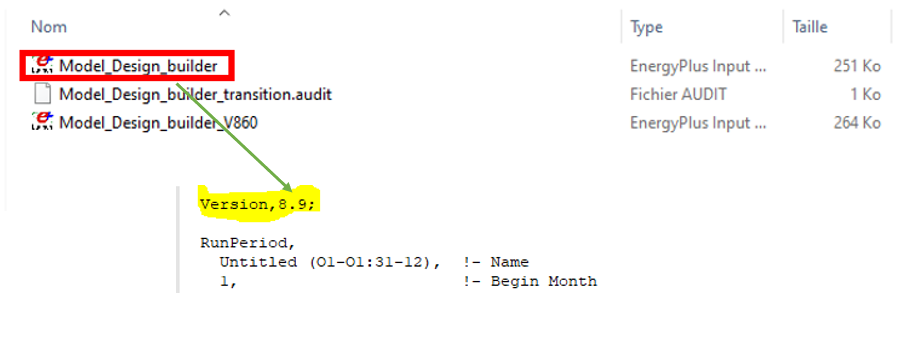 Nom Type Taille
Model_Design_builder EnergyPlus Input ... 251 Ko
Model_Design_builder_transition.audit Fichier AUDIT 1 Ko
Model_Design_builder_V860 EnergyPlus Input ... 264 Ko
Version,8.9;
RunPeriod,
Untitled (01-01:31-12), !- Name
1, !- Begin Month